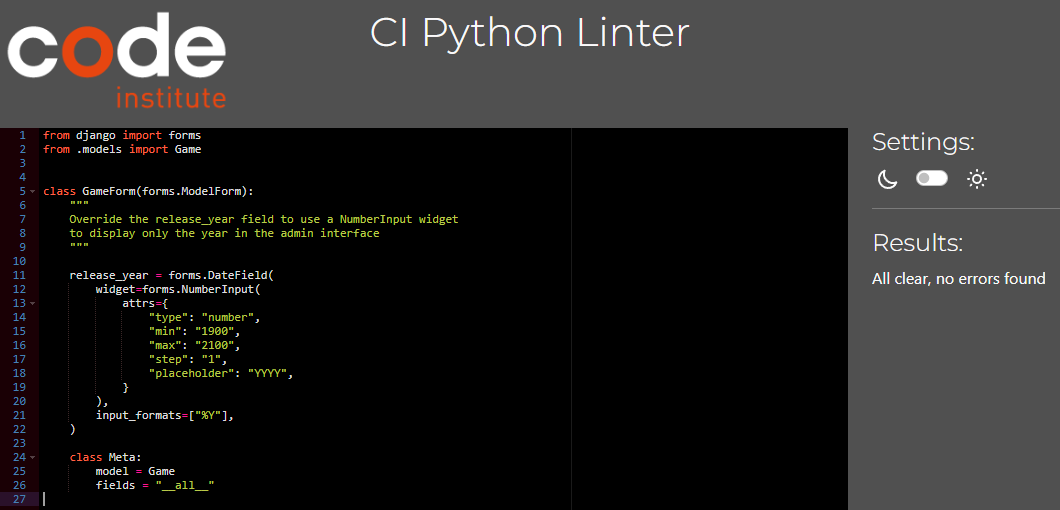 code
institute
CI Python Linter
1 from django import forms
2 from .models import Game
3
4
5 class GameForm(forms.ModelForm):
6     """
7     Override the release_year field to use a NumberInput widget
8     to display only the year in the admin interface
9     """
10
11     release_year = forms.DateField(
12         widget=forms.NumberInput(
13             attrs={
14                 "type": "number",
15                 "min": "1900",
16                 "max": "2100",
17                 "step": "1",
18                 "placeholder": "YYYY",
19             }
20         ),
21         input_formats=["%Y"],
22     )
23
24     class Meta:
25         model = Game
26         fields = "__all__"
27
Settings:
Results:
All clear, no errors found